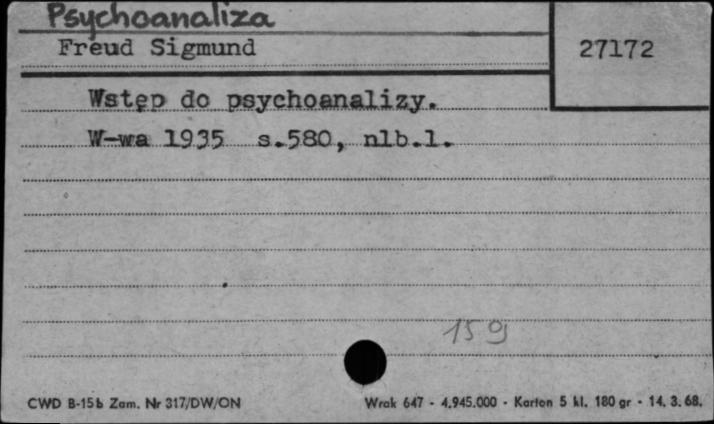 Psychoanaliza
Freud Sigmund
27172
Wstęp do psychoanalizy.
W-wa 1935 s.580, nlb.1.
CWD B-15b Zam. Nr 317/DW/ON
Wrak 647 - 4.945.000 - Karton 5 kl. 180 gr - 14. 3. 68.